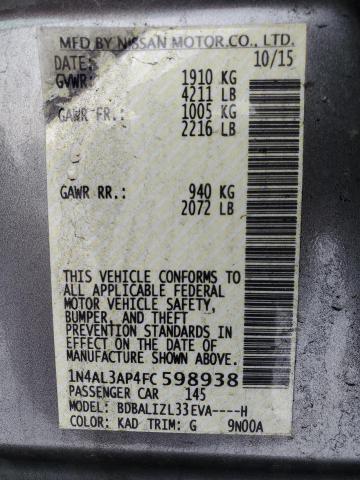 MFD BY NISSAN MOTOR.CO., LTD.
DATE: 10/15
GVWR: 1910 KG
4211 LB
GAWR FR.: 1005 KG
2216 LB
GAWR RR.: 940 KG
2072 LB
THIS VEHICLE CONFORMS TO
ALL APPLICABLE FEDERAL
MOTOR VEHICLE SAFETY,
BUMPER, AND THEFT
PREVENTION STANDARDS
IN EFFECT ON THE DATE OF
MANUFACTURE SHOWN ABOVE.
1N4AL3AP4FC598938
PASSENGER CAR 145
MODEL: BDBALIZL33EVA----H
COLOR: KAD TRIM: G 9N00A